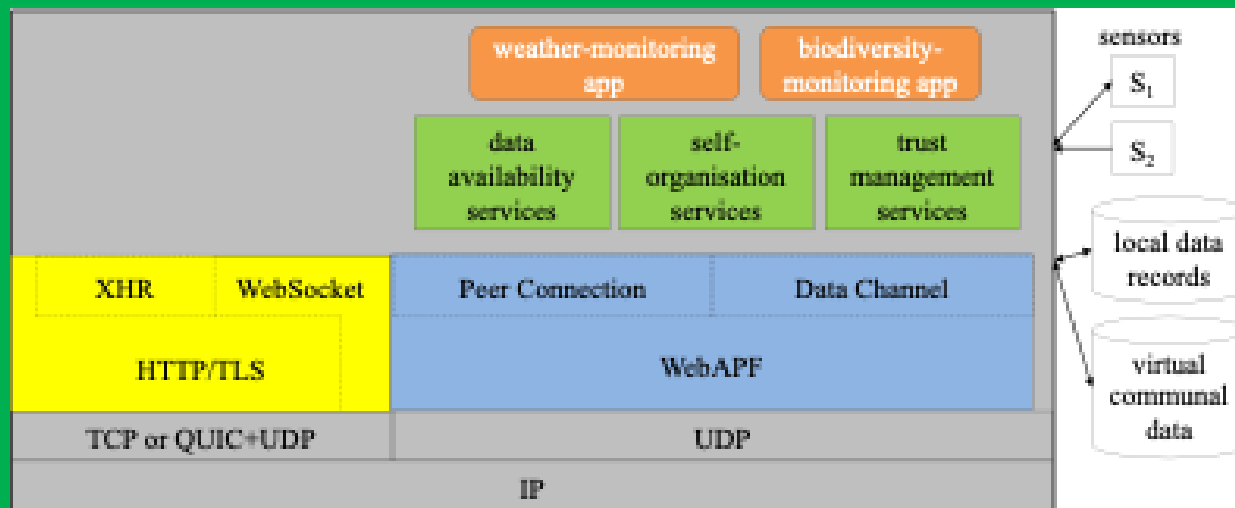 weather-monitoring
app
biodiversity-
monitoring app
sensors
S1
S2
data
availability
services
self-
organisation
services
trust
management
services
local data
records
XHR
WebSocket
Peer Connection
Data Channel
HTTP/TLS
WebAPF
virtual
communal
data
TCP or QUIC+UDP
UDP
IP